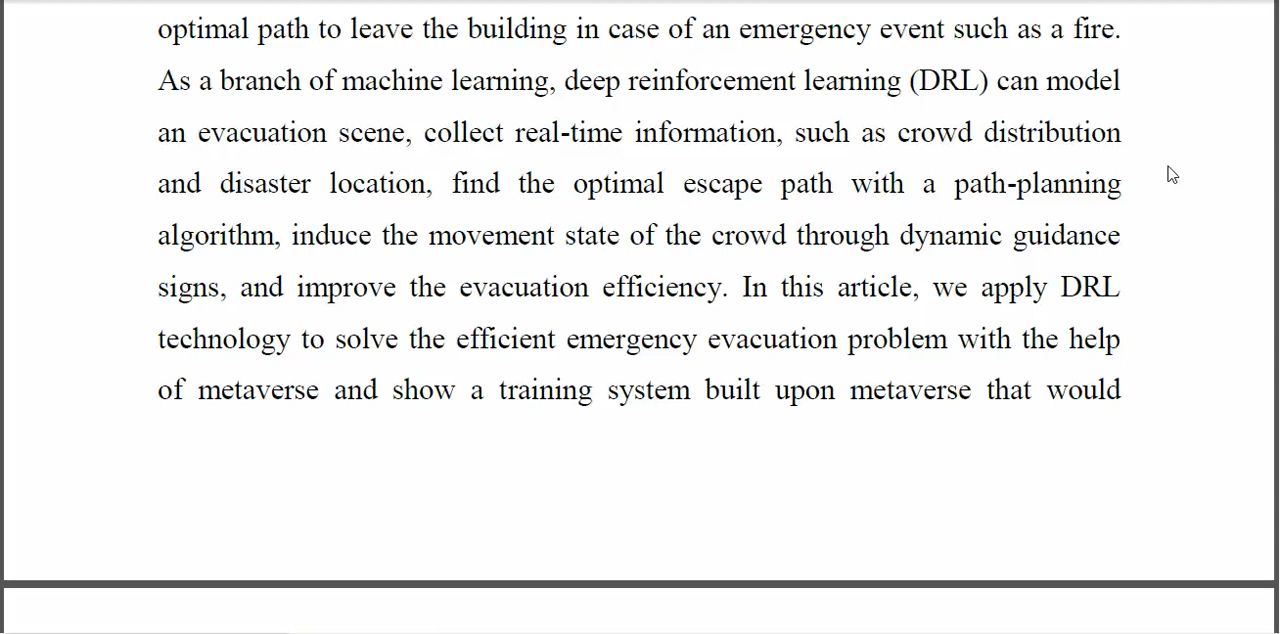 optimal path to leave the building in case of an emergency event such as a fire.
As a branch of machine learning, deep reinforcement learning (DRL) can model
an evacuation scene, collect real-time information, such as crowd distribution
and disaster location, find the optimal escape path with a path-planning
algorithm, induce the movement state of the crowd through dynamic guidance
signs, and improve the evacuation efficiency. In this article, we apply DRL
technology to solve the efficient emergency evacuation problem with the help
of metaverse and show a training system built upon metaverse that would